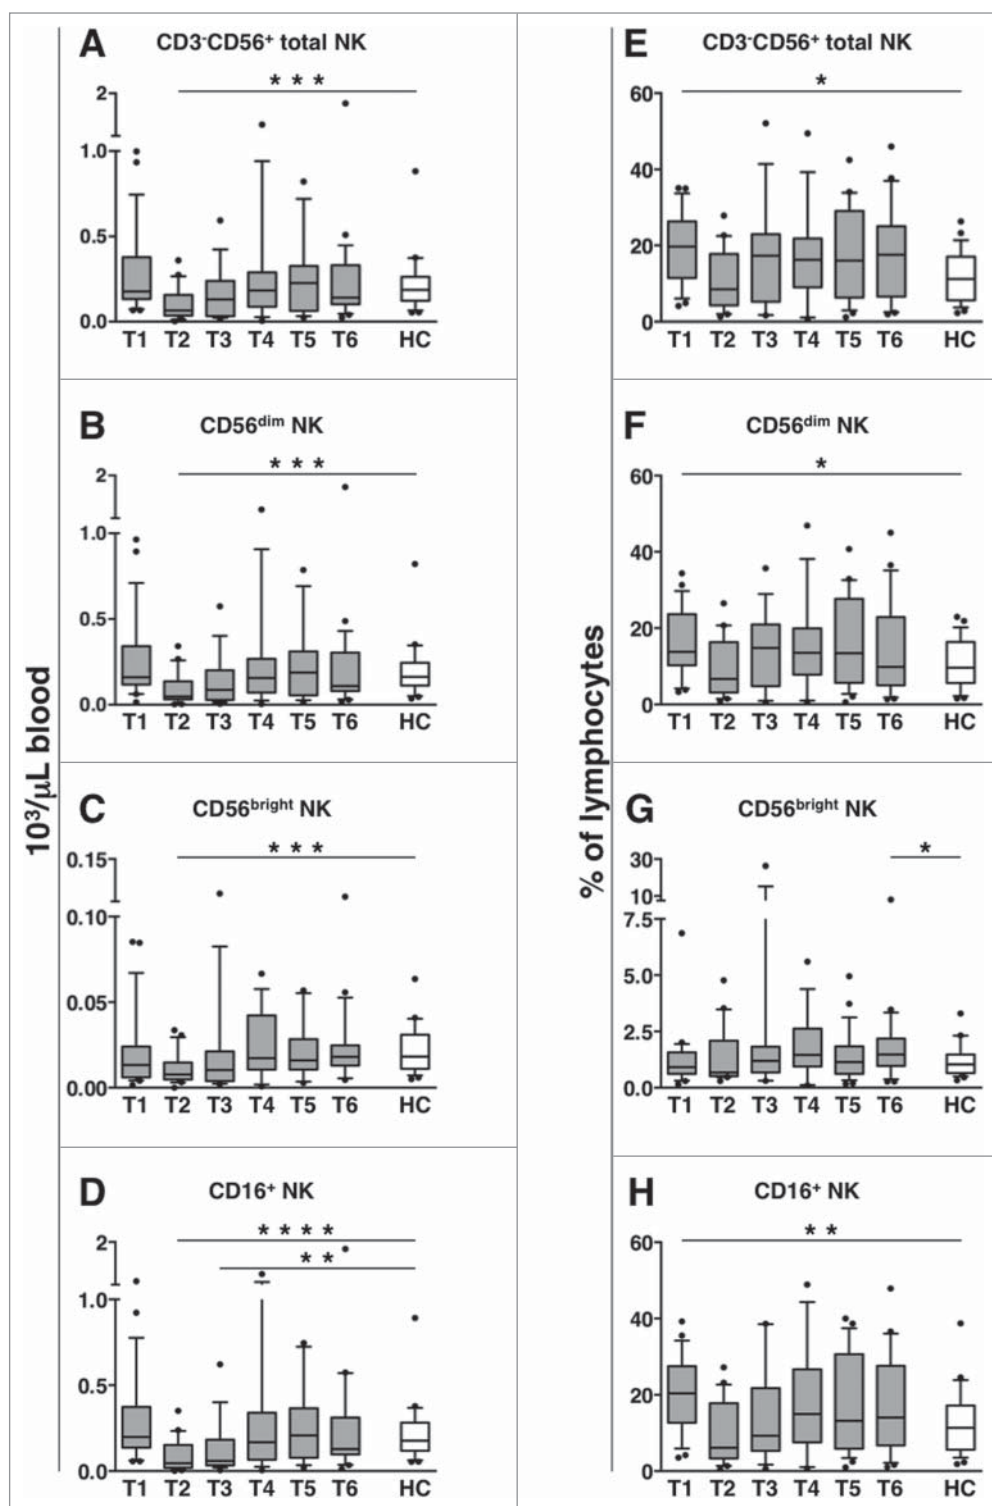 A CD3-CD56+ total NK
* * *
2
1.0
0.5
0.0
T1 T2 T3 T4 T5 T6 HC
B CD56dim NK
* * *
2
1.0
0.5
0.0
T1 T2 T3 T4 T5 T6 HC
C CD56bright NK
* * *
0.15
0.10
0.05
0.00
T1 T2 T3 T4 T5 T6 HC
D CD16+ NK
* * * *
* *
2
1.0
0.5
0.0
T1 T2 T3 T4 T5 T6 HC
10³/μL blood
E CD3-CD56+ total NK
*
60
40
20
0
T1 T2 T3 T4 T5 T6 HC
F CD56dim NK
*
60
40
20
0
T1 T2 T3 T4 T5 T6 HC
G CD56bright NK
*
30
10
7.5
5.0
2.5
0.0
T1 T2 T3 T4 T5 T6 HC
H CD16+ NK
* *
60
40
20
0
T1 T2 T3 T4 T5 T6 HC
% of lymphocytes